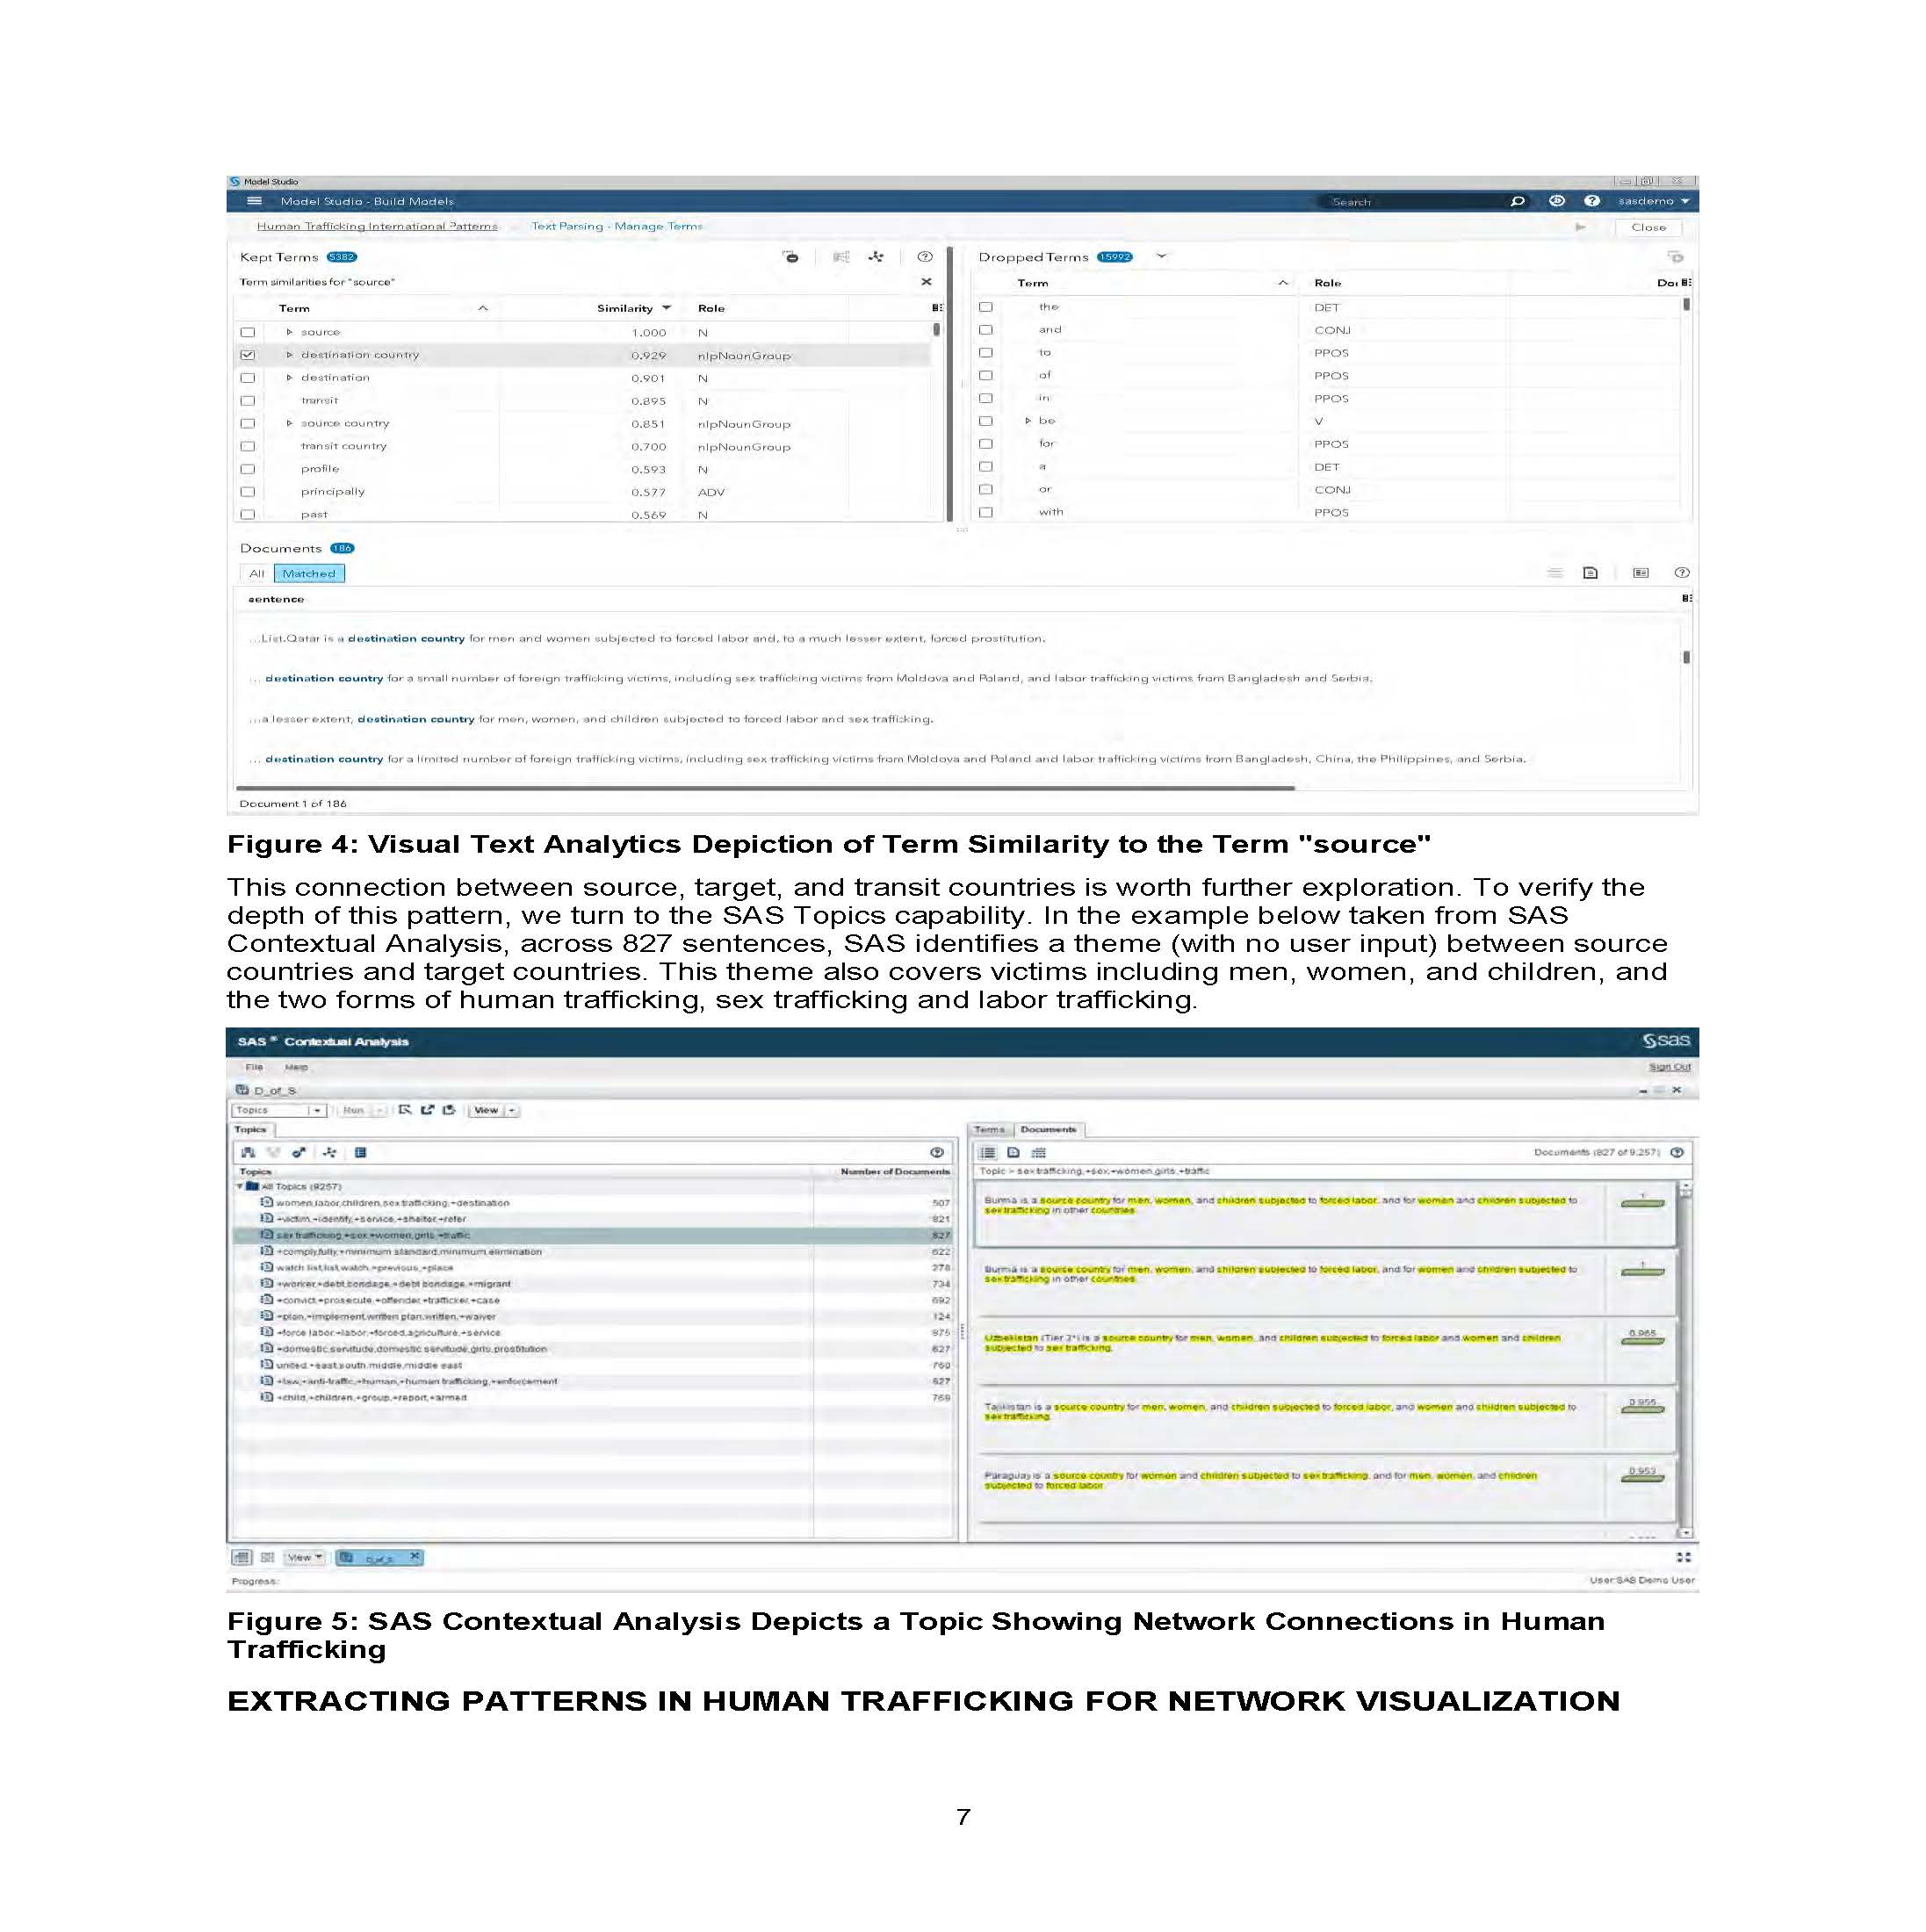 Model Studio
Model Studio - Build Models
Search
sasdemo
Human Trafficking International Patterns
Text Parsing - Manage Terms
Close
Kept Terms 5382
Term similarities for "source"
Term Similarity Role
source 1.000 N
destination country 0.929 nlpNounGroup
destination 0.901 N
transit 0.895 N
source country 0.851 nlpNounGroup
transit country 0.700 nlpNounGroup
profile 0.593 N
principally 0.577 ADV
past 0.569 N
Dropped Terms 15992
Term Role
the DET
and CONJ
to PPOS
of PPOS
in PPOS
be V
for PPOS
a DET
or CONJ
with PPOS
Documents 186
All Matched
sentence
...List.Qatar is a destination country for men and women subjected to forced labor and, to a much lesser extent, forced prostitution.
... destination country for a small number of foreign trafficking victims, including sex trafficking victims from Moldova and Poland, and labor trafficking victims from Bangladesh and Serbia.
...a lesser extent, destination country for men, women, and children subjected to forced labor and sex trafficking.
... destination country for a limited number of foreign trafficking victims, including sex trafficking victims from Moldova and Poland and labor trafficking victims from Bangladesh, China, the Philippines, and Serbia.
Document 1 of 186
Figure 4: Visual Text Analytics Depiction of Term Similarity to the Term "source"
This connection between source, target, and transit countries is worth further exploration. To verify the
depth of this pattern, we turn to the SAS Topics capability. In the example below taken from SAS
Contextual Analysis, across 827 sentences, SAS identifies a theme (with no user input) between source
countries and target countries. This theme also covers victims including men, women, and children, and
the two forms of human trafficking, sex trafficking and labor trafficking.
SAS ® Contextual Analysis
sas
File Help
Sign Out
D_of_S
Topics Run View
Topics
Topics Number of Documents
All Topics (9257)
women,labor,children,sex trafficking,+destination 507
+victim,+identify,+service,+shelter,+refer 821
sex trafficking,+sex,+women,girls,+traffic 827
+comply,fully,+minimum standard,minimum,elimination 622
watch list,list,watch,+previous,+place 278
+worker,+debt bondage,+debt bondage,+migrant 734
+convict,+prosecute,+offender,+trafficker,+case 692
+plan,+implement,written plan,written,+waiver 124
+force labor,+labor,+forced,agriculture,+service 875
+domestic servitude,domestic servitude,girls,prostitution 627
united,+east,south,middle,middle east 760
+law,+anti-traffic,+human,+human trafficking,+enforcement 627
+child,+children,+group,+report,+armed 768
Terms Documents
Documents (827 of 9,257)
Topic > sex trafficking,+sex,+women,girls,+traffic
Burma is a source country for men, women, and children subjected to forced labor, and for women and children subjected to
sex trafficking in other countries. 1
Burma is a source country for men, women, and children subjected to forced labor, and for women and children subjected to
sex trafficking in other countries. 1
Uzbekistan (Tier 3*) is a source country for men, women, and children subjected to forced labor and women and children
subjected to sex trafficking. 0.965
Tajikistan is a source country for men, women, and children subjected to forced labor, and women and children subjected to
sex trafficking. 0.955
Paraguay is a source country for women and children subjected to sex trafficking, and for men, women, and children
subjected to forced labor. 0.953
View D_of_S
Progress:
User:SAS Demo User
Figure 5: SAS Contextual Analysis Depicts a Topic Showing Network Connections in Human
Trafficking
EXTRACTING PATTERNS IN HUMAN TRAFFICKING FOR NETWORK VISUALIZATION
7